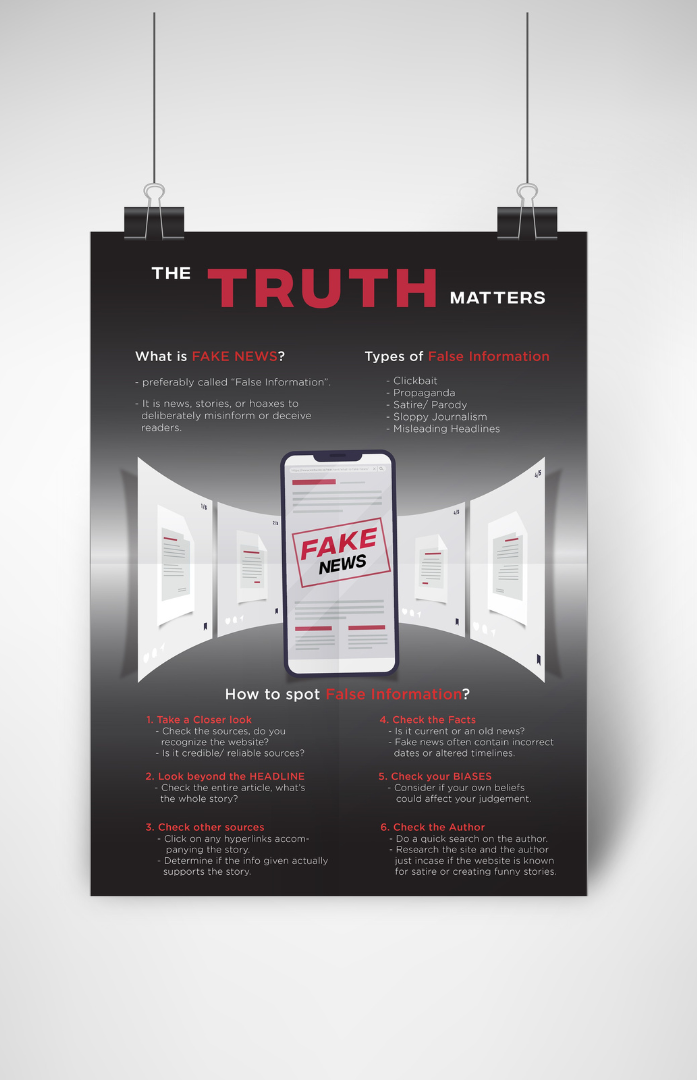 THE TRUTH MATTERS
What is FAKE NEWS?
- preferably called "False Information".
- It is news, stories, or hoaxes to
deliberately misinform or deceive
readers.
Types of False Information
- Clickbait
- Propaganda
- Satire/ Parody
- Sloppy Journalism
- Misleading Headlines
4/5
FAKE
NEWS
How to spot False Information?
1. Take a Closer look
- Check the sources, do you
recognize the website?
- Is it credible/ reliable sources?
2. Look beyond the HEADLINE
- Check the entire article, what's
the whole story?
3. Check other sources
- Click on any hyperlinks accom-
panying the story.
- Determine if the info given actually
supports the story.
4. Check the Facts
- Is it current or an old news?
- Fake news often contain incorrect
dates or altered timelines.
5. Check your BIASES
- Consider if your own beliefs
could affect your judgement.
6. Check the Author
- Do a quick search on the author.
- Research the site and the author
just incase if the website is known
for satire or creating funny stories.